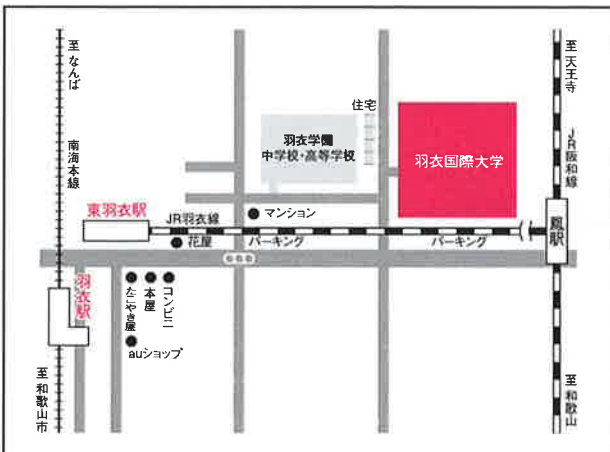 至なんば
南海本線
至天王寺
JR阪和線
住宅
羽衣学園
中学校・高等学校
羽衣国際大学
東羽衣駅
JR羽衣線
マンション
花屋
パーキング
パーキング
鳳駅
羽衣駅
たこやき屋
本屋
コンビニ
auショップ
至和歌山市
至和歌山